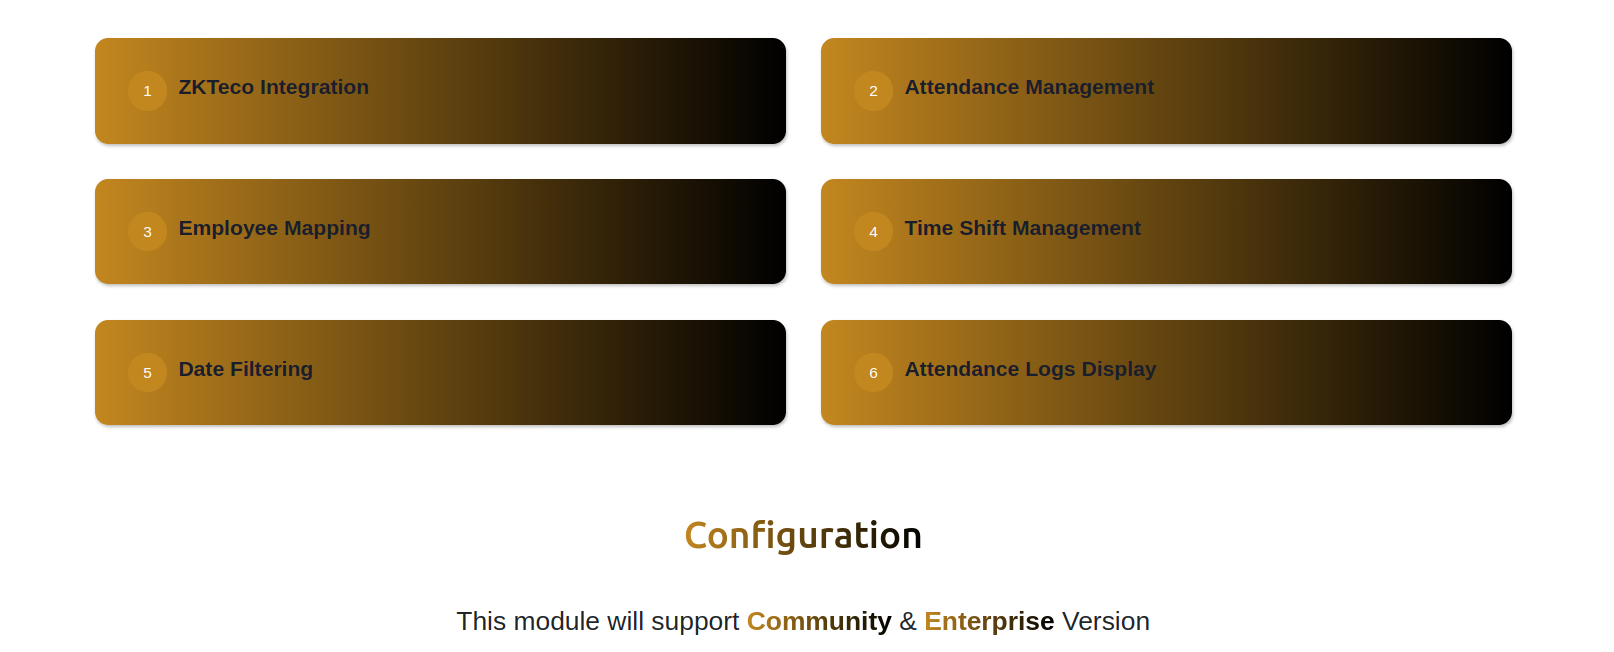 1 ZKTeco Integration
2 Attendance Management
3 Employee Mapping
4 Time Shift Management
5 Date Filtering
6 Attendance Logs Display
Configuration
This module will support Community & Enterprise Version